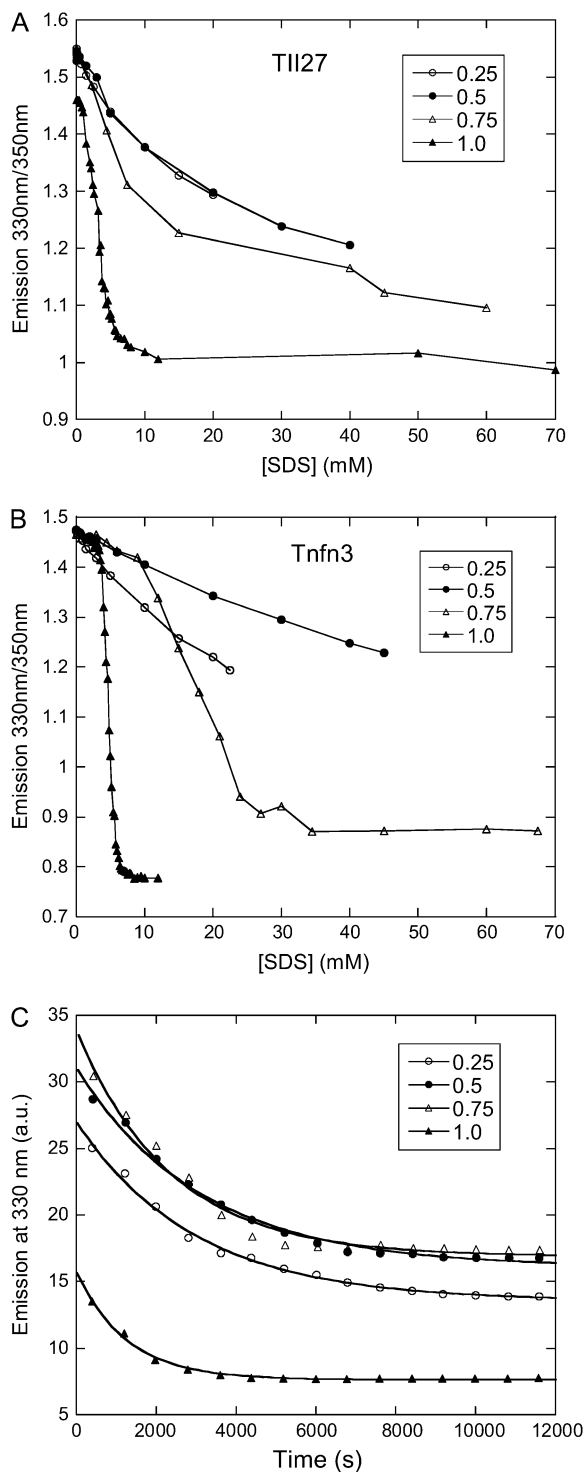 A
TII27
0.25
0.5
0.75
1.0
1.6
1.5
1.4
1.3
1.2
1.1
1
0.9
Emission 330nm/350nm
0 10 20 30 40 50 60 70
[SDS] (mM)
B
Tnfn3
0.25
0.5
0.75
1.0
1.5
1.4
1.3
1.2
1.1
1
0.9
0.8
0.7
Emission 330nm/350nm
0 10 20 30 40 50 60 70
[SDS] (mM)
C
0.25
0.5
0.75
1.0
35
30
25
20
15
10
5
Emission at 330 nm (a.u.)
0 2000 4000 6000 8000 10000 12000
Time (s)